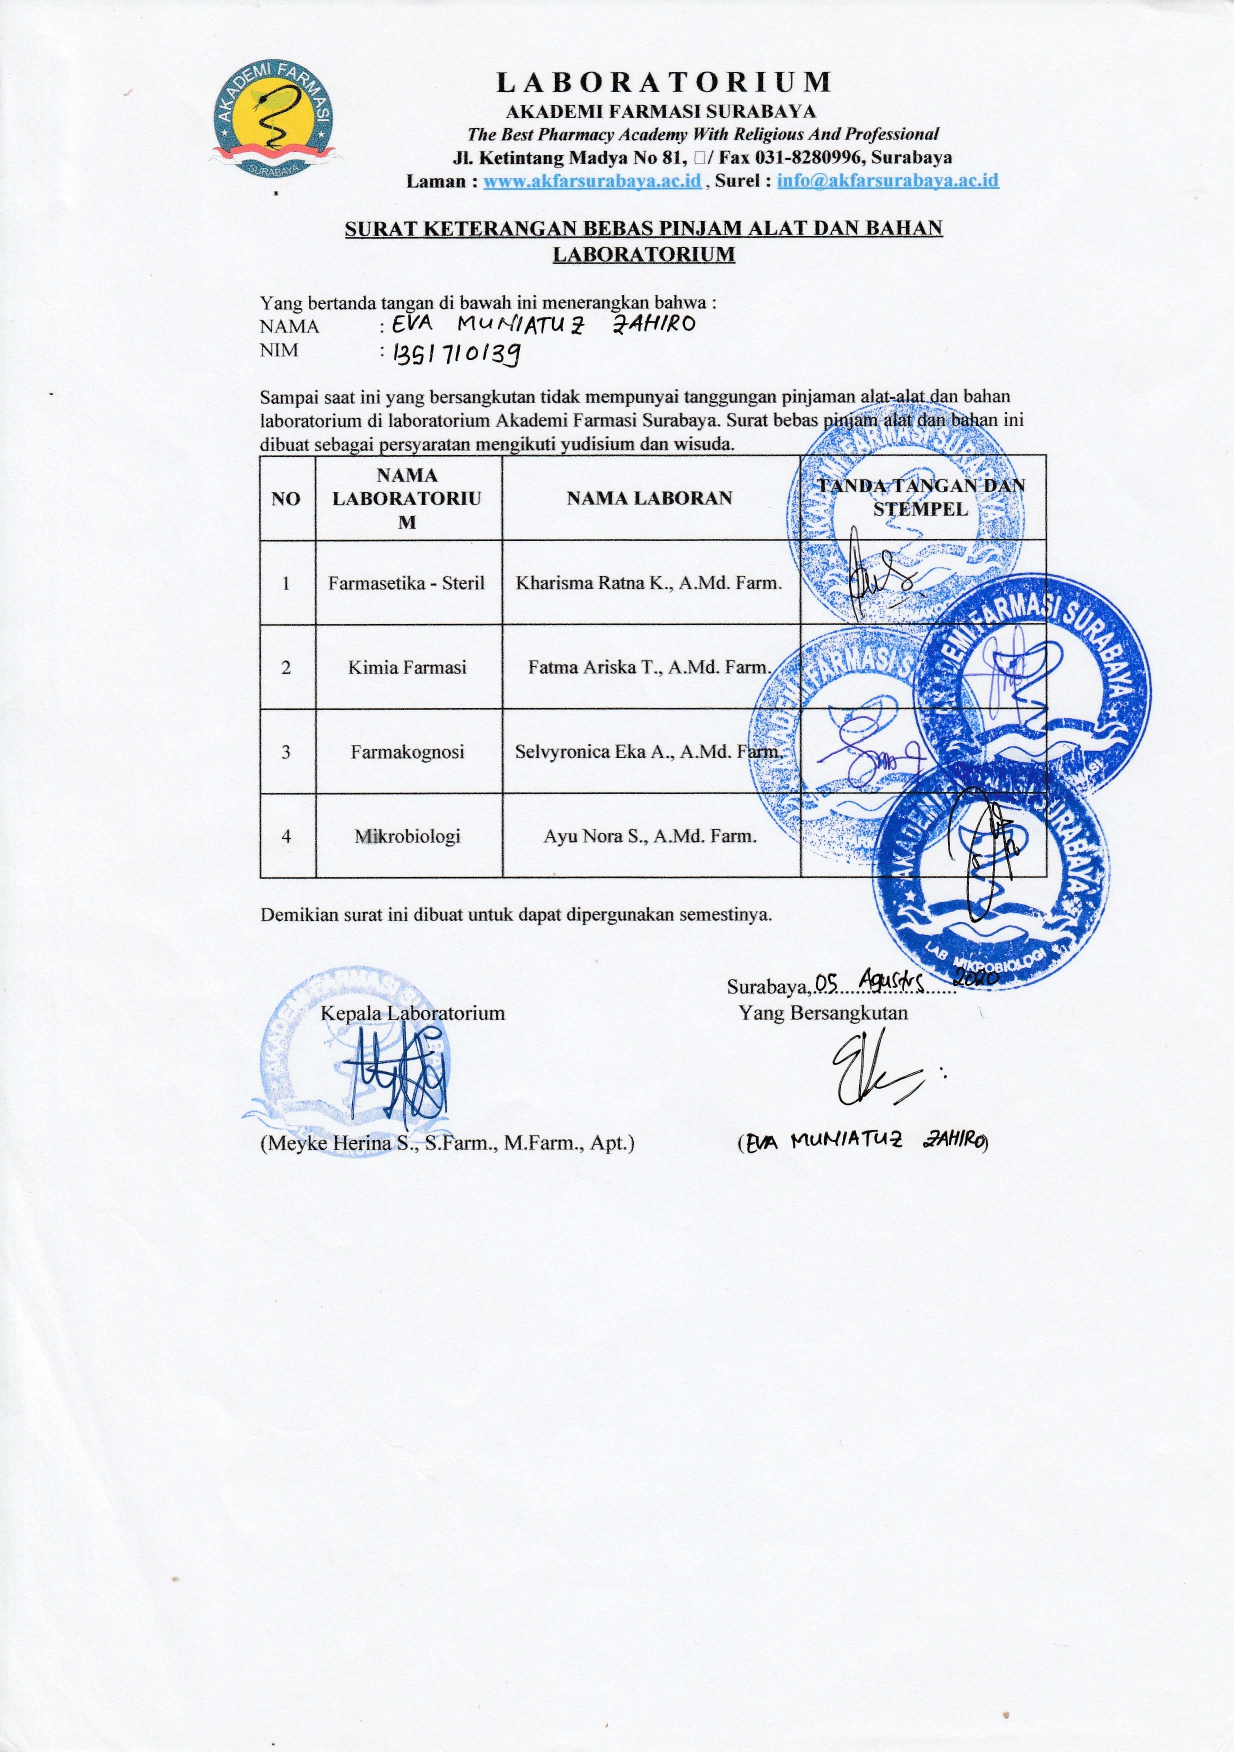 AKADEMI FARMASI
SURABAYA
LABORATORIUM
AKADEMI FARMASI SURABAYA
The Best Pharmacy Academy With Religious And Professional
Jl. Ketintang Madya No 81, / Fax 031-8280996, Surabaya
Laman : www.akfarsurabaya.ac.id , Surel : info@akfarsurabaya.ac.id
SURAT KETERANGAN BEBAS PINJAM ALAT DAN BAHAN
LABORATORIUM
Yang bertanda tangan di bawah ini menerangkan bahwa :
NAMA : EVA MUNIATUZ ZAHIRO
NIM : 1351710139
Sampai saat ini yang bersangkutan tidak mempunyai tanggungan pinjaman alat-alat dan bahan
laboratorium di laboratorium Akademi Farmasi Surabaya. Surat bebas pinjam alat dan bahan ini
dibuat sebagai persyaratan mengikuti yudisium dan wisuda.
NO NAMA LABORATORIU M NAMA LABORAN TANDA TANGAN DAN STEMPEL
1 Farmasetika - Steril Kharisma Ratna K., A.Md. Farm.
2 Kimia Farmasi Fatma Ariska T., A.Md. Farm.
3 Farmakognosi Selvyronica Eka A., A.Md. Farm.
4 Mikrobiologi Ayu Nora S., A.Md. Farm.
AKADEMI FARMASI SURABAYA
AKADEMI FARMASI SURABAYA
AKADEMI FARMASI
AKADEMI SURABAYA
LAB MIKROBIOLOGI
Demikian surat ini dibuat untuk dapat dipergunakan semestinya.
Surabaya,05 Agustus 2020
Kepala Laboratorium Yang Bersangkutan
AKADEMI FARMASI
(Meyke Herina S., S.Farm., M.Farm., Apt.) (EVA MUNIATUZ ZAHIRO)